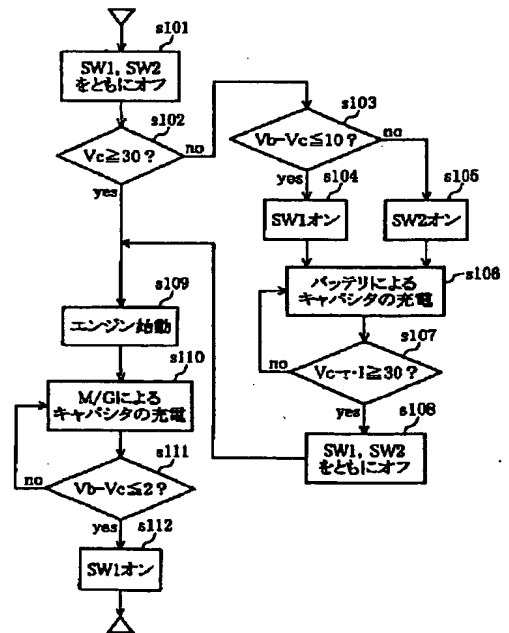 s101
SW1, SW2
をともにオフ
s102
Vc≧30?
no
yes
s103
Vb-Vc≦10?
no
yes
s104
SW1オン
s105
SW2オン
s106
バッテリによる
キャパシタの充電
s107
no
yes
s108
SW1, SW2
をともにオフ
s109
エンジン始動
s110
M/Gによる
キャパシタの充電
s111
Vb-Vc≦2?
no
yes
s112
SW1オン